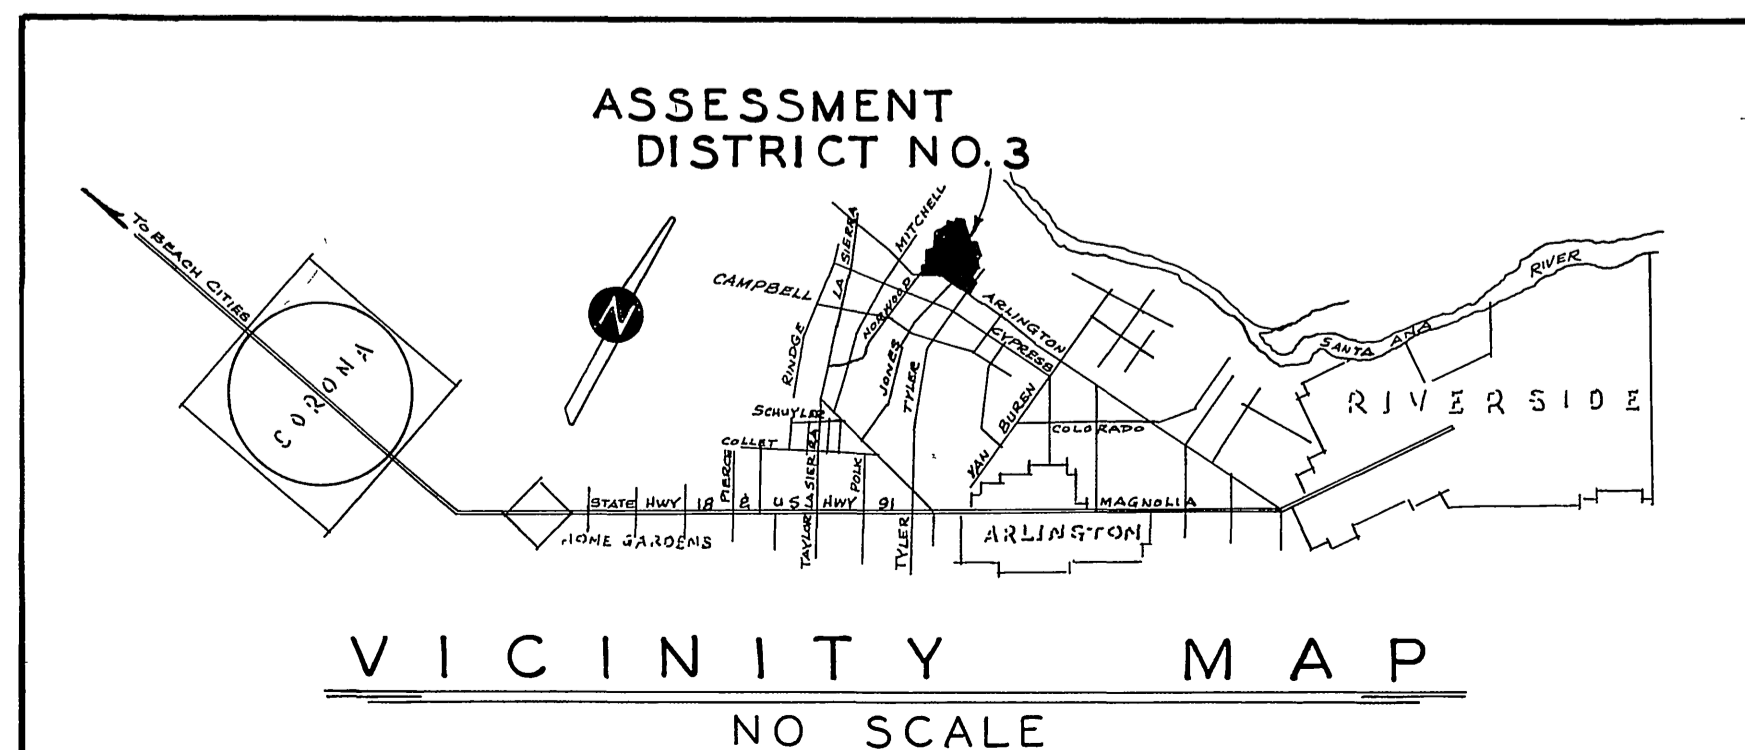 ASSESSMENT
DISTRICT NO. 3
TO BEACH CITIES
CORONA
N
CAMPBELL
RINDGE
LA SIERRA
MITCHELL
NORWOOD
JONES
TYLER
ARLINGTON
CYPRESS
VAN BUREN
COLORADO
SANTA ANA RIVER
RIVERSIDE
SCHUYLER
COLLET
PIERCE
LA SIERRA
TAYLOR
POLK
TYLER
STATE HWY 18 & US HWY 91
MAGNOLIA
HOME GARDENS
ARLINGTON
VICINITY MAP
NO SCALE